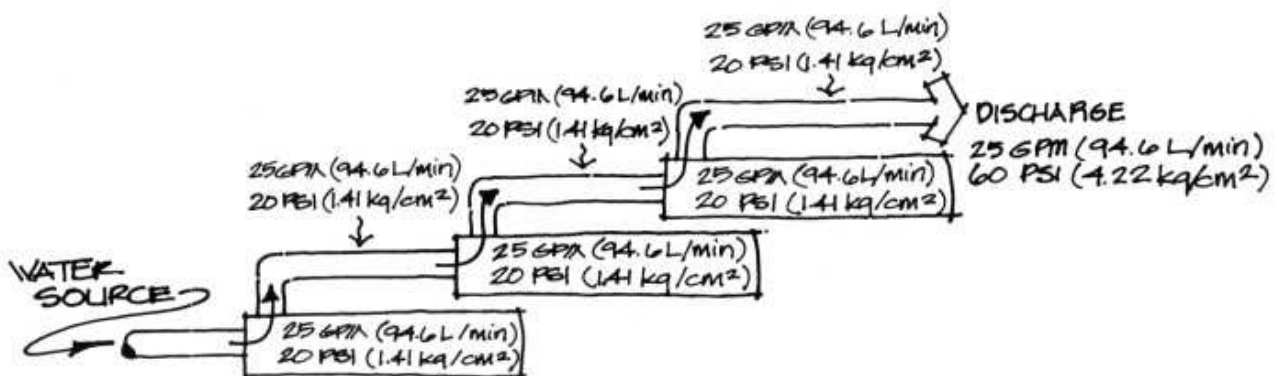 25 GPM (94.6 L/min)
20 PSI (1.41 kg/cm²)
25 GPM (94.6 L/min)
20 PSI (1.41 kg/cm²)
DISCHARGE
25 GPM (94.6 L/min)
60 PSI (4.22 kg/cm²)
25 GPM (94.6 L/min)
20 PSI (1.41 kg/cm²)
25 GPM (94.6 L/min)
20 PSI (1.41 kg/cm²)
25 GPM (94.6 L/min)
20 PSI (1.41 kg/cm²)
WATER
SOURCE
25 GPM (94.6 L/min)
20 PSI (1.41 kg/cm²)